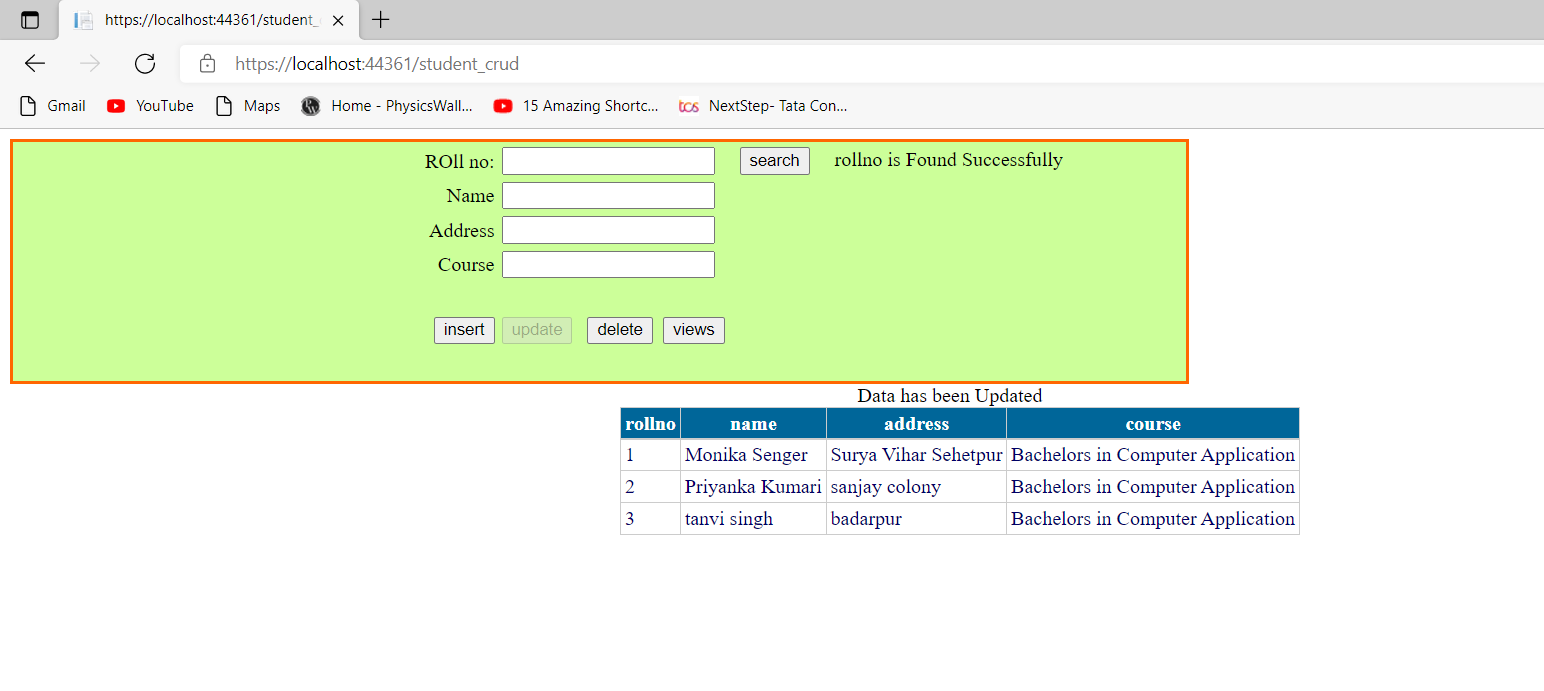 https://localhost:44361/student_
https://localhost:44361/student_crud
Gmail YouTube Maps Home - PhysicsWall... 15 Amazing Shortc... tcs NextStep- Tata Con...
ROll no: search rollno is Found Successfully
Name
Address
Course
insert update delete views
Data has been Updated
rollno name address course
1 Monika Senger Surya Vihar Sehetpur Bachelors in Computer Application
2 Priyanka Kumari sanjay colony Bachelors in Computer Application
3 tanvi singh badarpur Bachelors in Computer Application